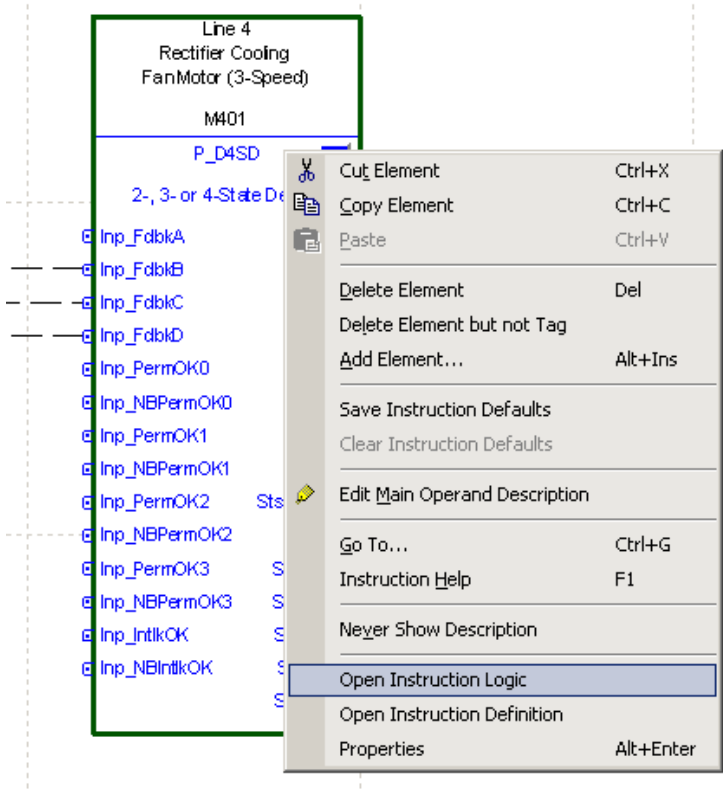 Line 4
Rectifier Cooling
Fan Motor (3-Speed)
M401
P_D4SD
2-, 3- or 4-State De
Inp_FdbkA
Inp_FdbkB
Inp_FdbkC
Inp_FdbkD
Inp_PermOK0
Inp_NBPermOK0
Inp_PermOK1
Inp_NBPermOK1
Inp_PermOK2 Sts
Inp_NBPermOK2
Inp_PermOK3 S
Inp_NBPermOK3 S
Inp_IntlkOK S
Inp_NBIntlkOK S
S
Cut Element Ctrl+X
Copy Element Ctrl+C
Paste Ctrl+V
Delete Element Del
Delete Element but not Tag
Add Element... Alt+Ins
Save Instruction Defaults
Clear Instruction Defaults
Edit Main Operand Description
Go To... Ctrl+G
Instruction Help F1
Never Show Description
Open Instruction Logic
Open Instruction Definition
Properties Alt+Enter